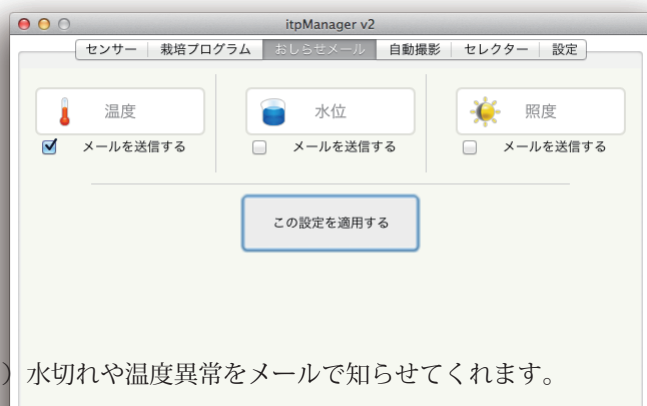 itpManager v2
センサー 栽培プログラム おしらせメール 自動撮影 セレクター 設定
温度 水位 照度
メールを送信する メールを送信する メールを送信する
この設定を適用する
）水切れや温度異常をメールで知らせてくれます。